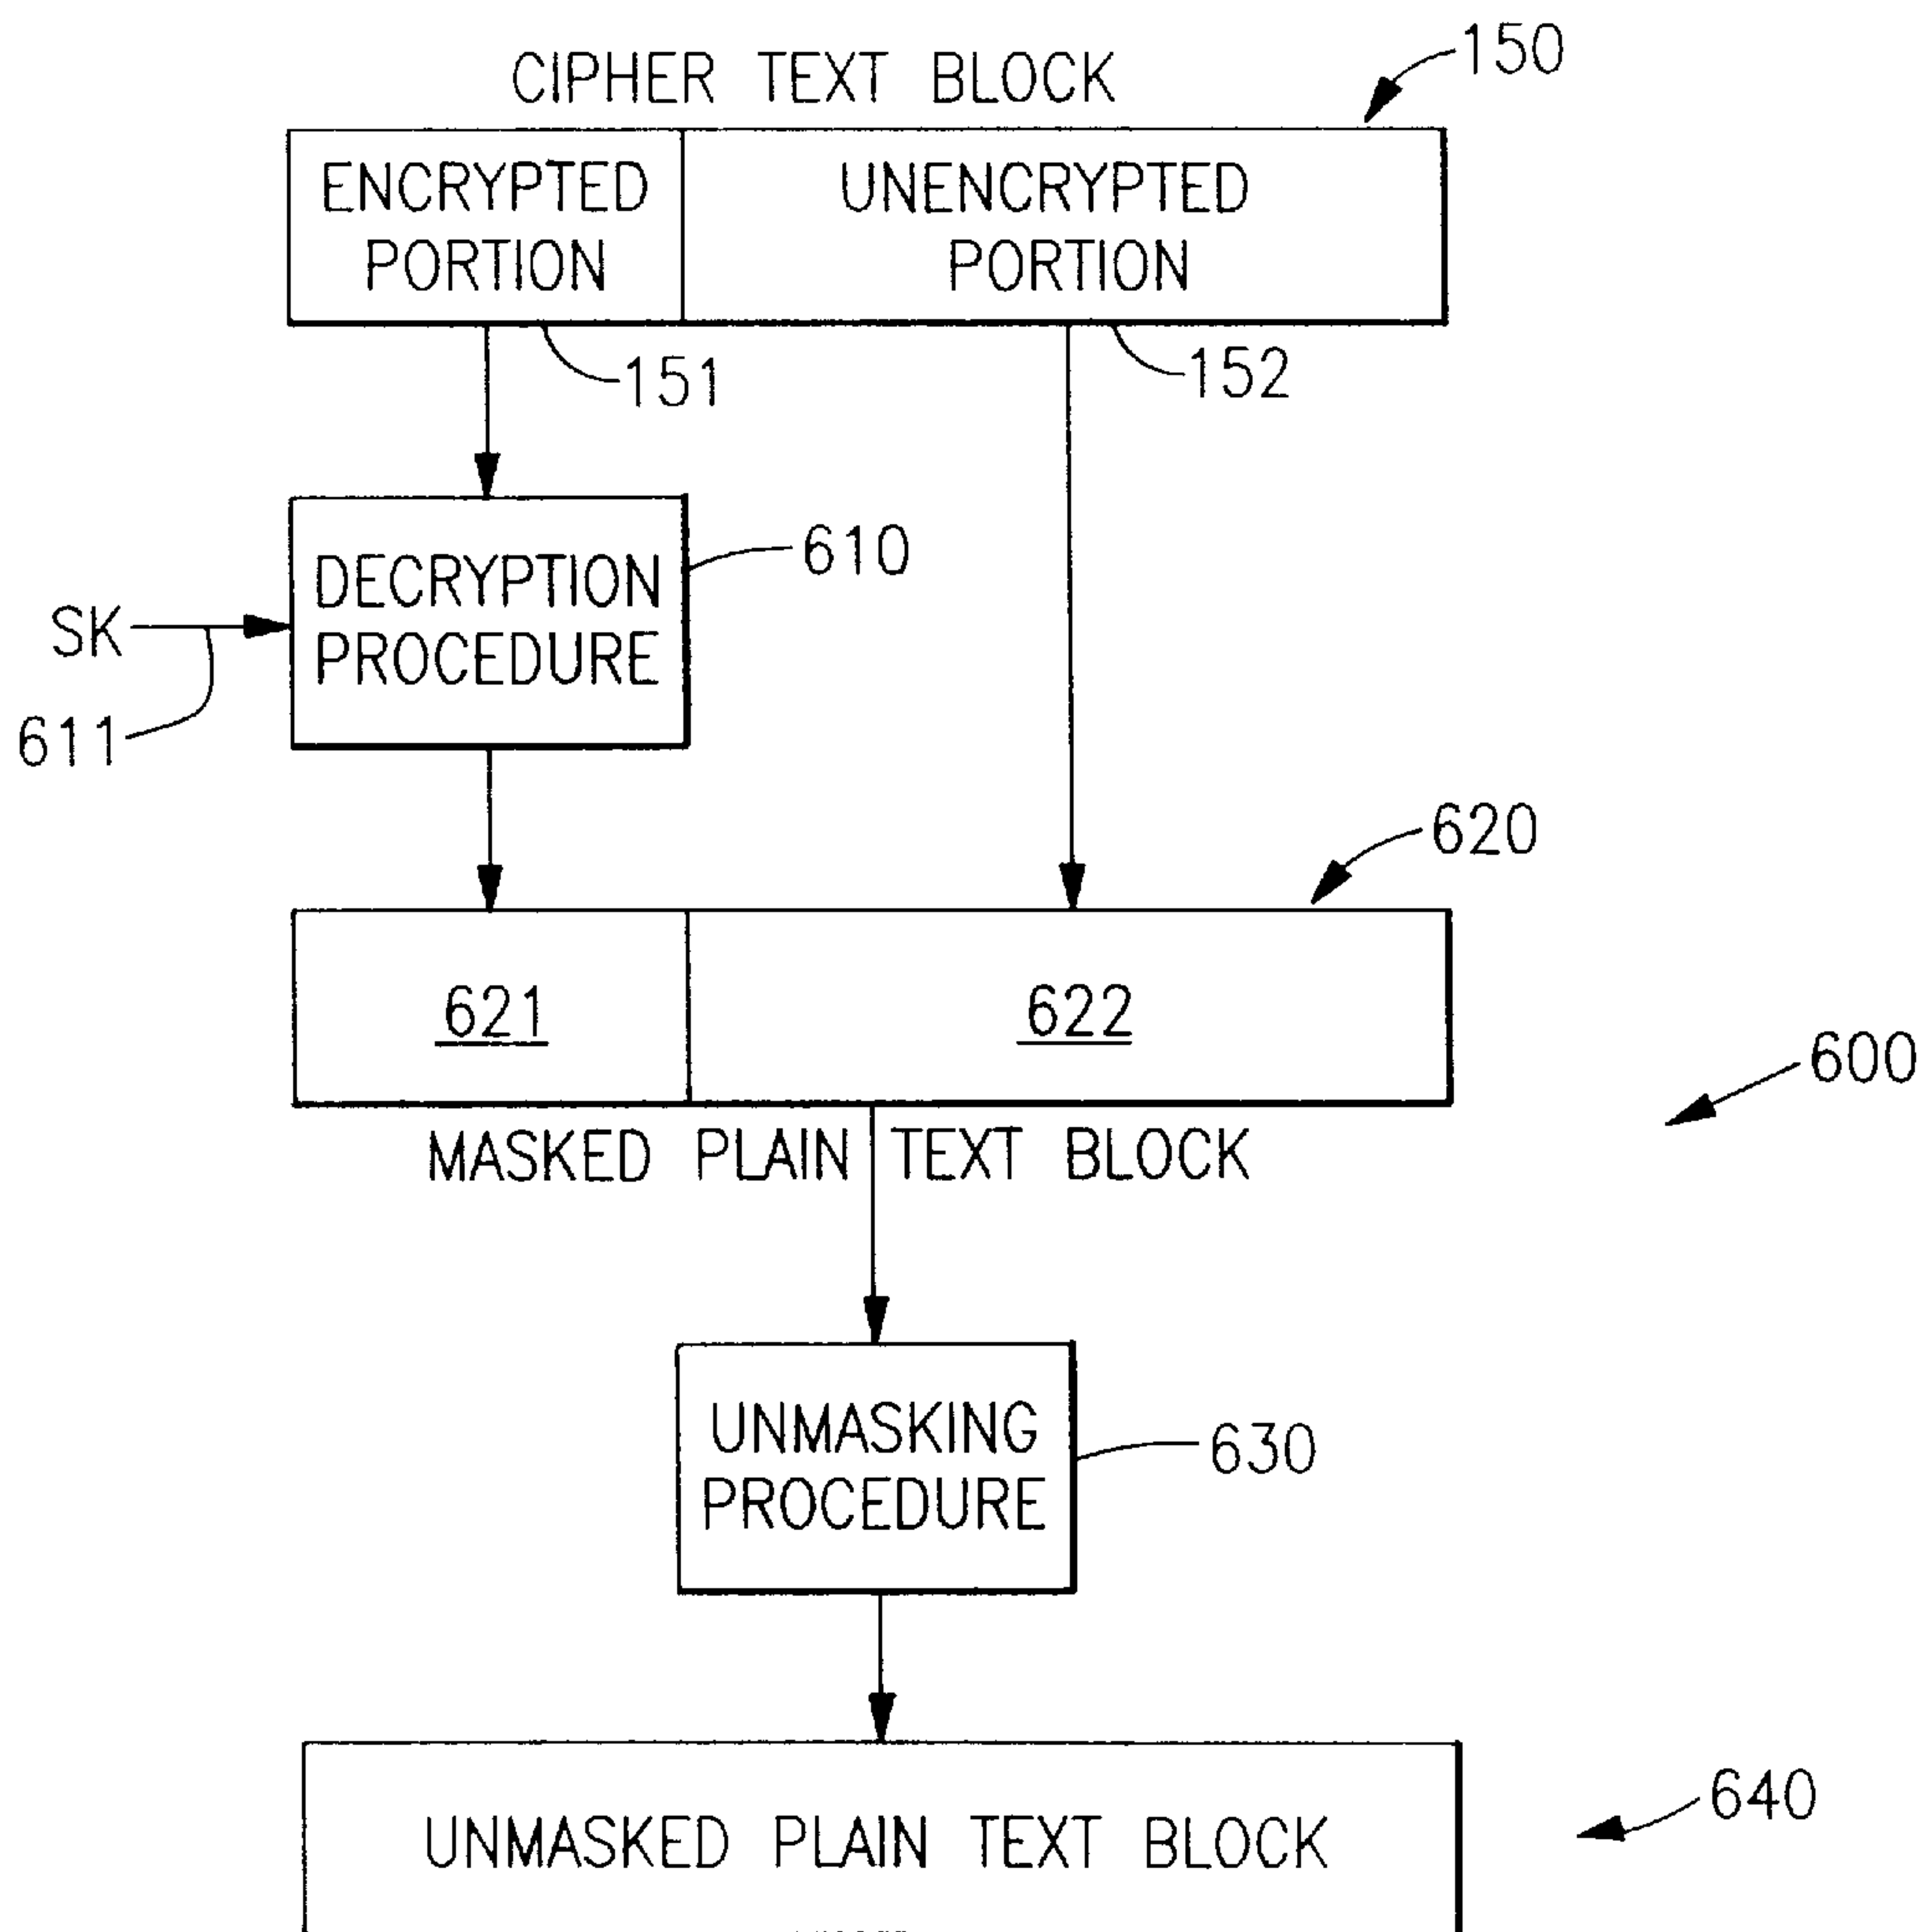 CIPHER TEXT BLOCK
150
ENCRYPTED
PORTION
UNENCRYPTED
PORTION
151
152
DECRYPTION
PROCEDURE
610
SK
611
620
621
622
600
MASKED PLAIN TEXT BLOCK
UNMASKING
PROCEDURE
630
UNMASKED PLAIN TEXT BLOCK
640